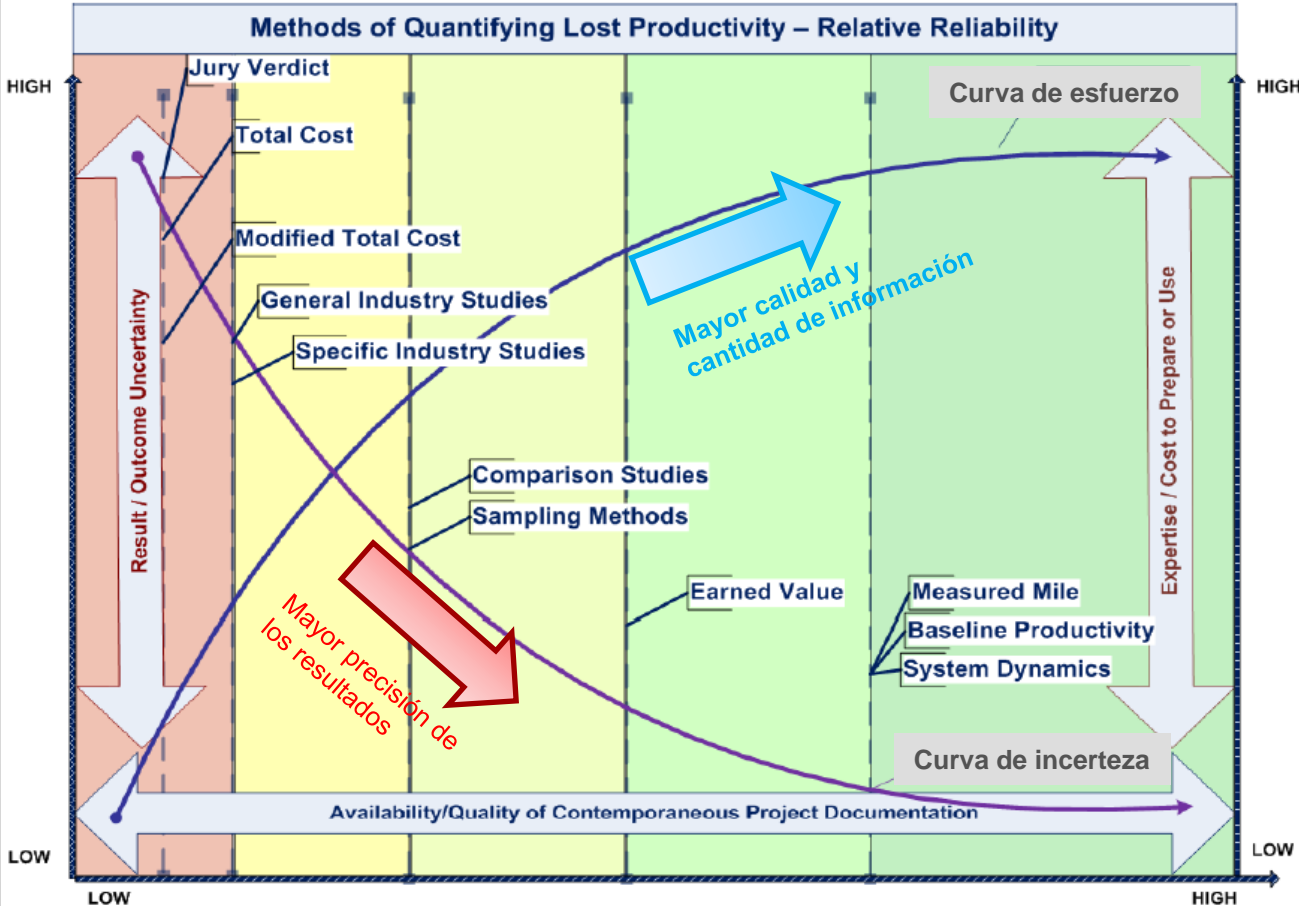 Methods of Quantifying Lost Productivity – Relative Reliability
Jury Verdict
HIGH
HIGH
Curva de esfuerzo
Total Cost
Modified Total Cost
General Industry Studies
Specific Industry Studies
Mayor calidad y
cantidad de información
Result / Outcome Uncertainty
Expertise / Cost to Prepare or Use
Comparison Studies
Sampling Methods
Earned Value
Measured Mile
Baseline Productivity
System Dynamics
Mayor precisión de
los resultados
Curva de incerteza
Availability/Quality of Contemporaneous Project Documentation
LOW
LOW
LOW
HIGH